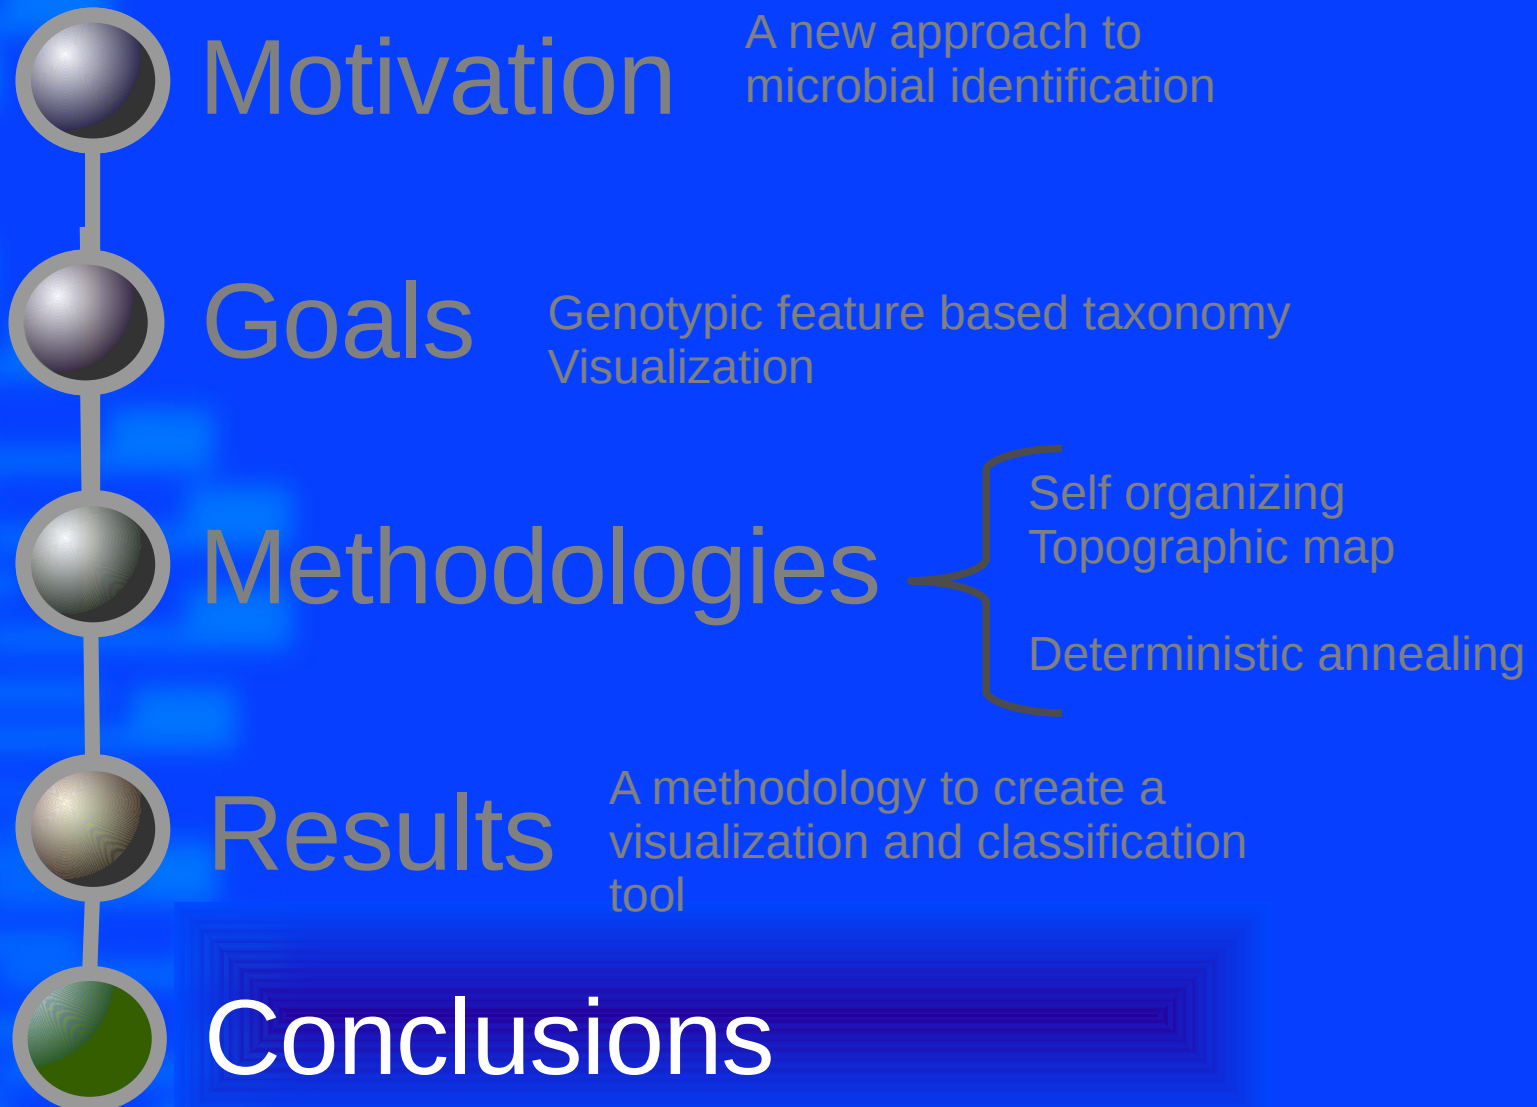 Motivation
A new approach to
microbial identification
Goals
Genotypic feature based taxonomy
Visualization
Methodologies
Self organizing
Topographic map
Deterministic annealing
Results
A methodology to create a
visualization and classification
tool
Conclusions